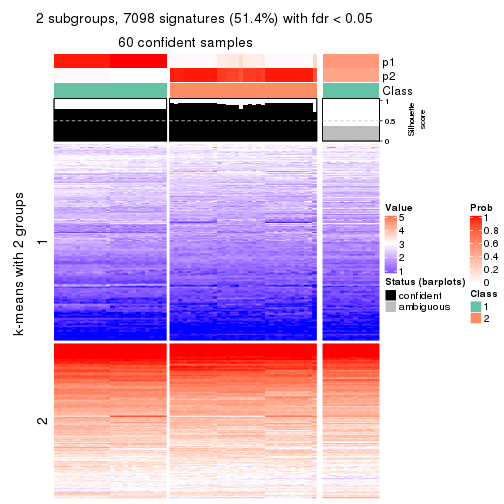 2 subgroups, 7098 signatures (51.4%) with fdr < 0.05
60 confident samples
p1
p2
Class
1
0.5
0
Silhouette
score
k-means with 2 groups
1
2
Value
5
4
3
2
1
Status (barplots)
confident
ambiguous
Prob
1
0.8
0.6
0.4
0.2
0
Class
1
2